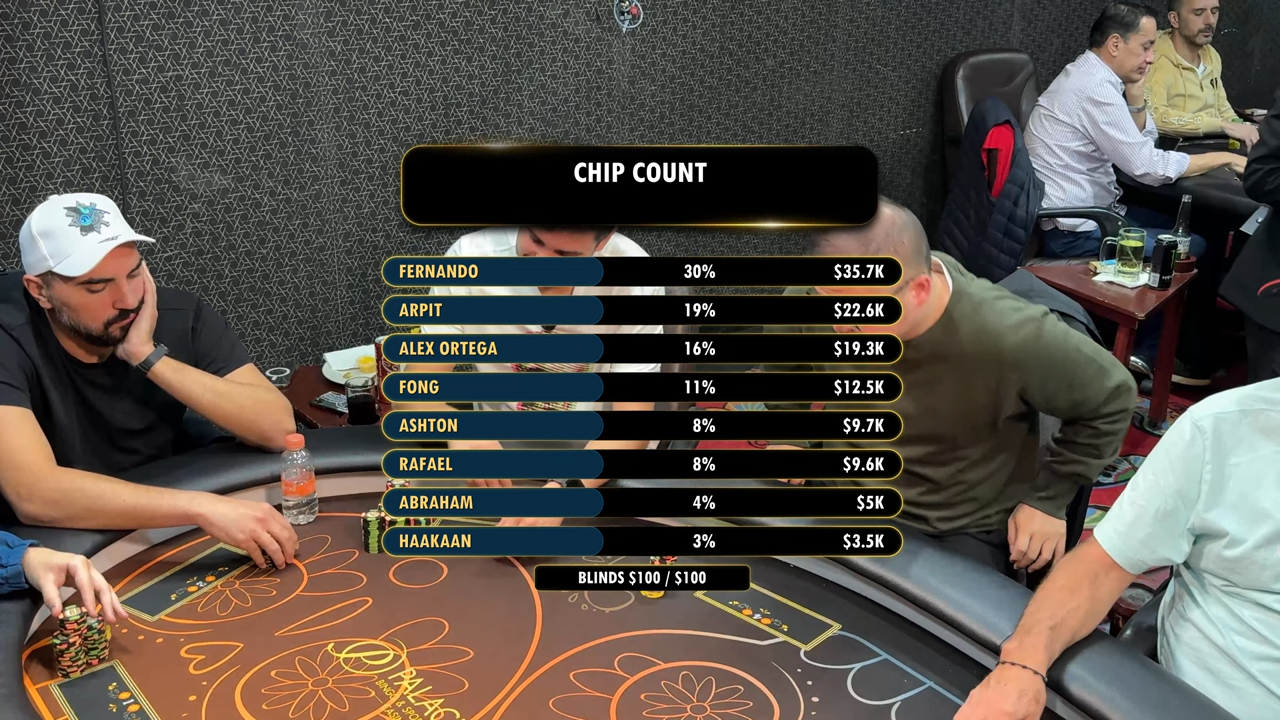 CHIP COUNT
FERNANDO 30% $35.7K
ARPIT 19% $22.6K
ALEX ORTEGA 16% $19.3K
FONG 11% $12.5K
ASHTON 8% $9.7K
RAFAEL 8% $9.6K
ABRAHAM 4% $5K
HAAKAAN 3% $3.5K
BLINDS $100 / $100